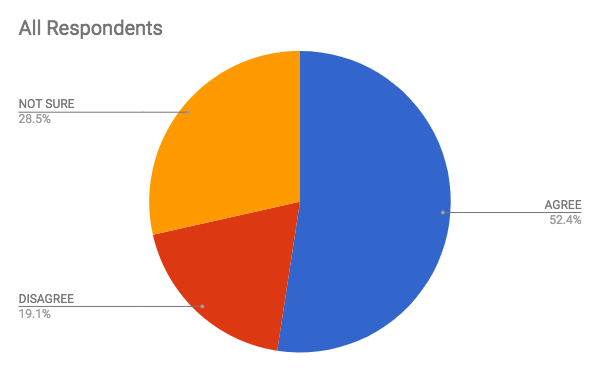 All Respondents
NOT SURE
28.5%
AGREE
52.4%
DISAGREE
19.1%